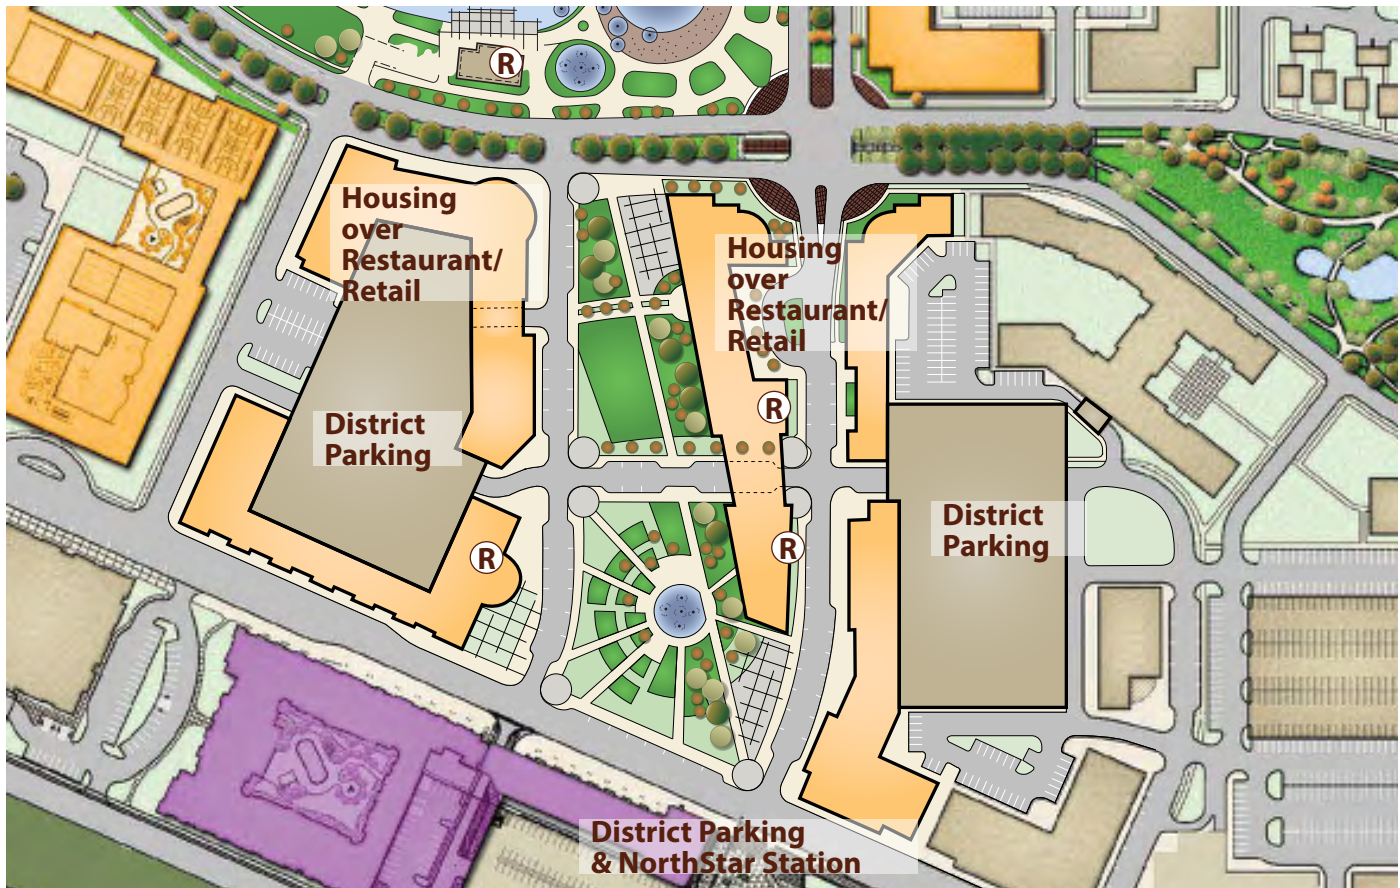 R
Housing
over
Restaurant/
Retail
Housing
over
Restaurant/
Retail
R
District
Parking
District
Parking
R
R
District Parking
& NorthStar Station